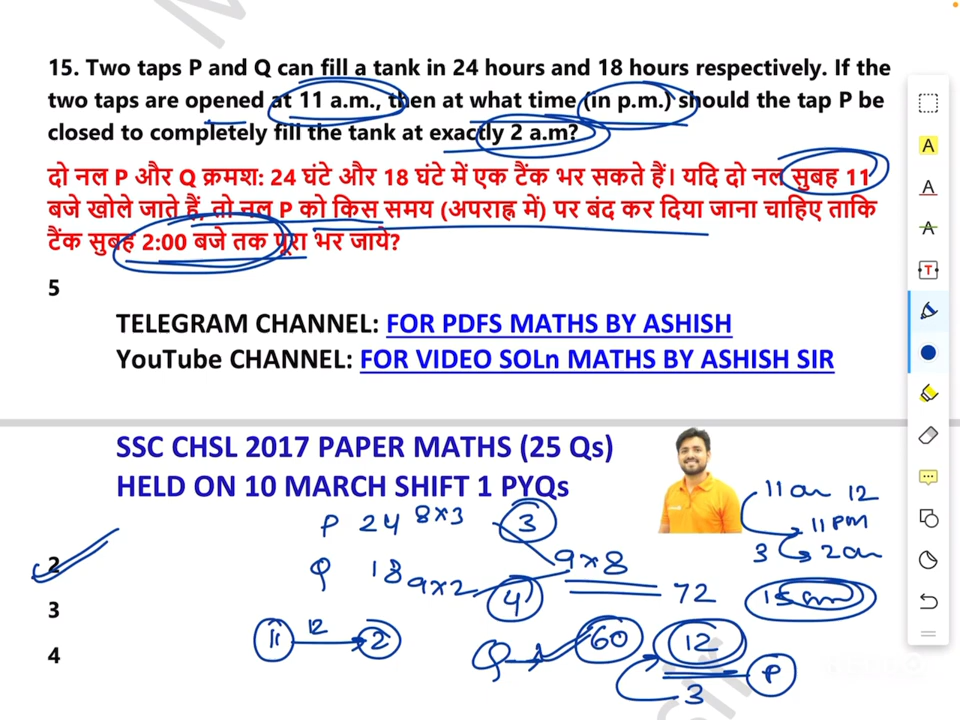 15. Two taps P and Q can fill a tank in 24 hours and 18 hours respectively. If the
two taps are opened at 11 a.m., then at what time (in p.m.) should the tap P be
closed to completely fill the tank at exactly 2 a.m?
दो नल P और Q क्रमश: 24 घंटे और 18 घंटे में एक टैंक भर सकते हैं। यदि दो नल सुबह 11
बजे खोले जाते हैं, तो नल P को किस समय (अपराह्न में) पर बंद कर दिया जाना चाहिए ताकि
टैंक सुबह 2:00 बजे तक पूरा भर जाये?
5
TELEGRAM CHANNEL: FOR PDFS MATHS BY ASHISH
YouTube CHANNEL: FOR VIDEO SOLn MATHS BY ASHISH SIR
SSC CHSL 2017 PAPER MATHS (25 Qs)
HELD ON 10 MARCH SHIFT 1 PYQs
P 24 8×3 3
11 am 12
11 PM
3 2 am
2
Q 18 9×2 4
9×8
72
15
3
11 12 2
Q 60 12
4
3 P
A
A
A
T